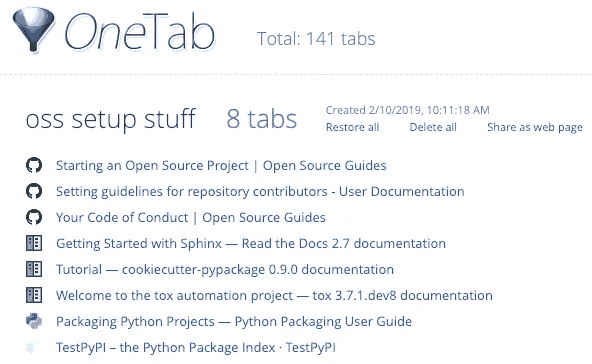 OneTab
Total: 141 tabs
oss setup stuff
8 tabs
Created 2/10/2019, 10:11:18 AM
Restore all
Delete all
Share as web page
Starting an Open Source Project | Open Source Guides
Setting guidelines for repository contributors - User Documentation
Your Code of Conduct | Open Source Guides
Getting Started with Sphinx — Read the Docs 2.7 documentation
Tutorial — cookiecutter-pypackage 0.9.0 documentation
Welcome to the tox automation project — tox 3.7.1.dev8 documentation
Packaging Python Projects — Python Packaging User Guide
TestPyPI – the Python Package Index · TestPyPI